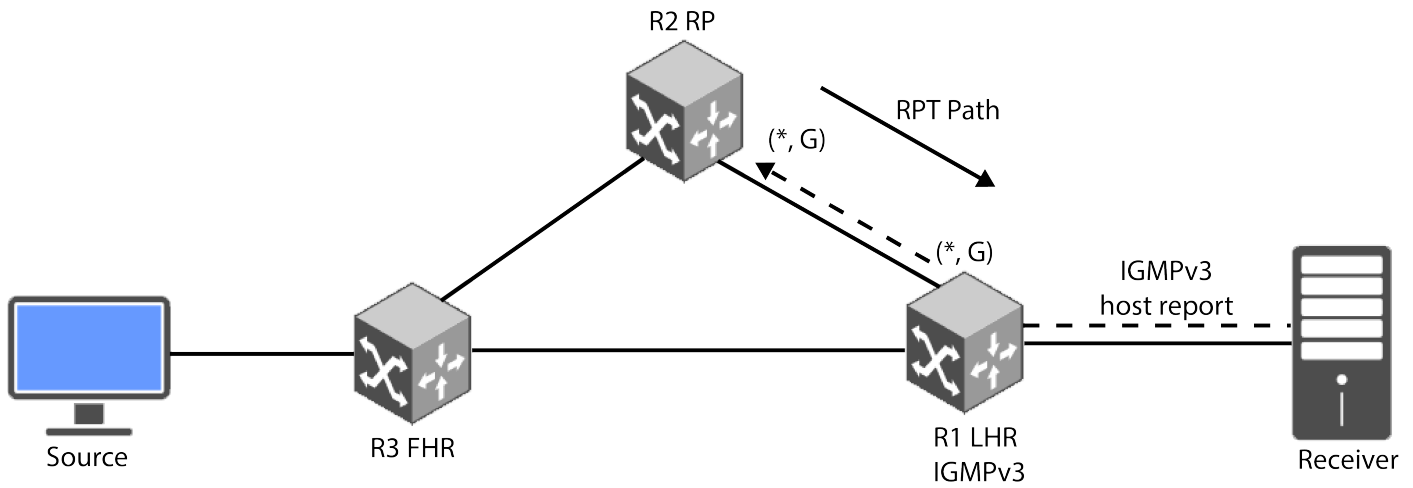 R2 RP
RPT Path
(*, G)
(*, G)
IGMPv3
host report
R3 FHR
R1 LHR
IGMPv3
Source
Receiver